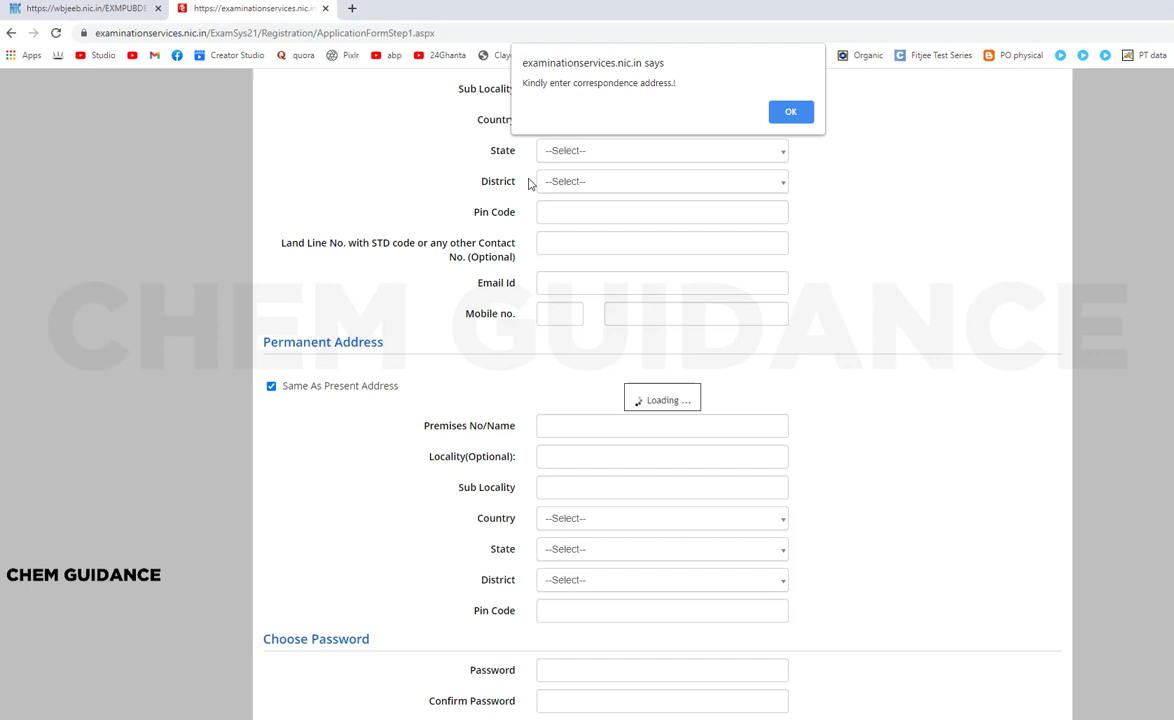 https://wbjeeb.nic.in/EXMPUBDE
https://examinationservices.nic.in
examinationservices.nic.in/ExamSys21/Registration/ApplicationFormStep1.aspx
Apps Studio Creator Studio quora Pixlr abp 24Ghanta Organic Fitjee Test Series PO physical PT data
examinationservices.nic.in says
Kindly enter correspondence address.!
OK
Sub Locality
Country
State --Select--
District --Select--
Pin Code
Land Line No. with STD code or any other Contact
No. (Optional)
Email Id
Mobile no.
CHEM GUIDANCE
Permanent Address
Same As Present Address
Loading ...
Premises No/Name
Locality(Optional):
Sub Locality
Country --Select--
State --Select--
District --Select--
CHEM GUIDANCE
Pin Code
Choose Password
Password
Confirm Password